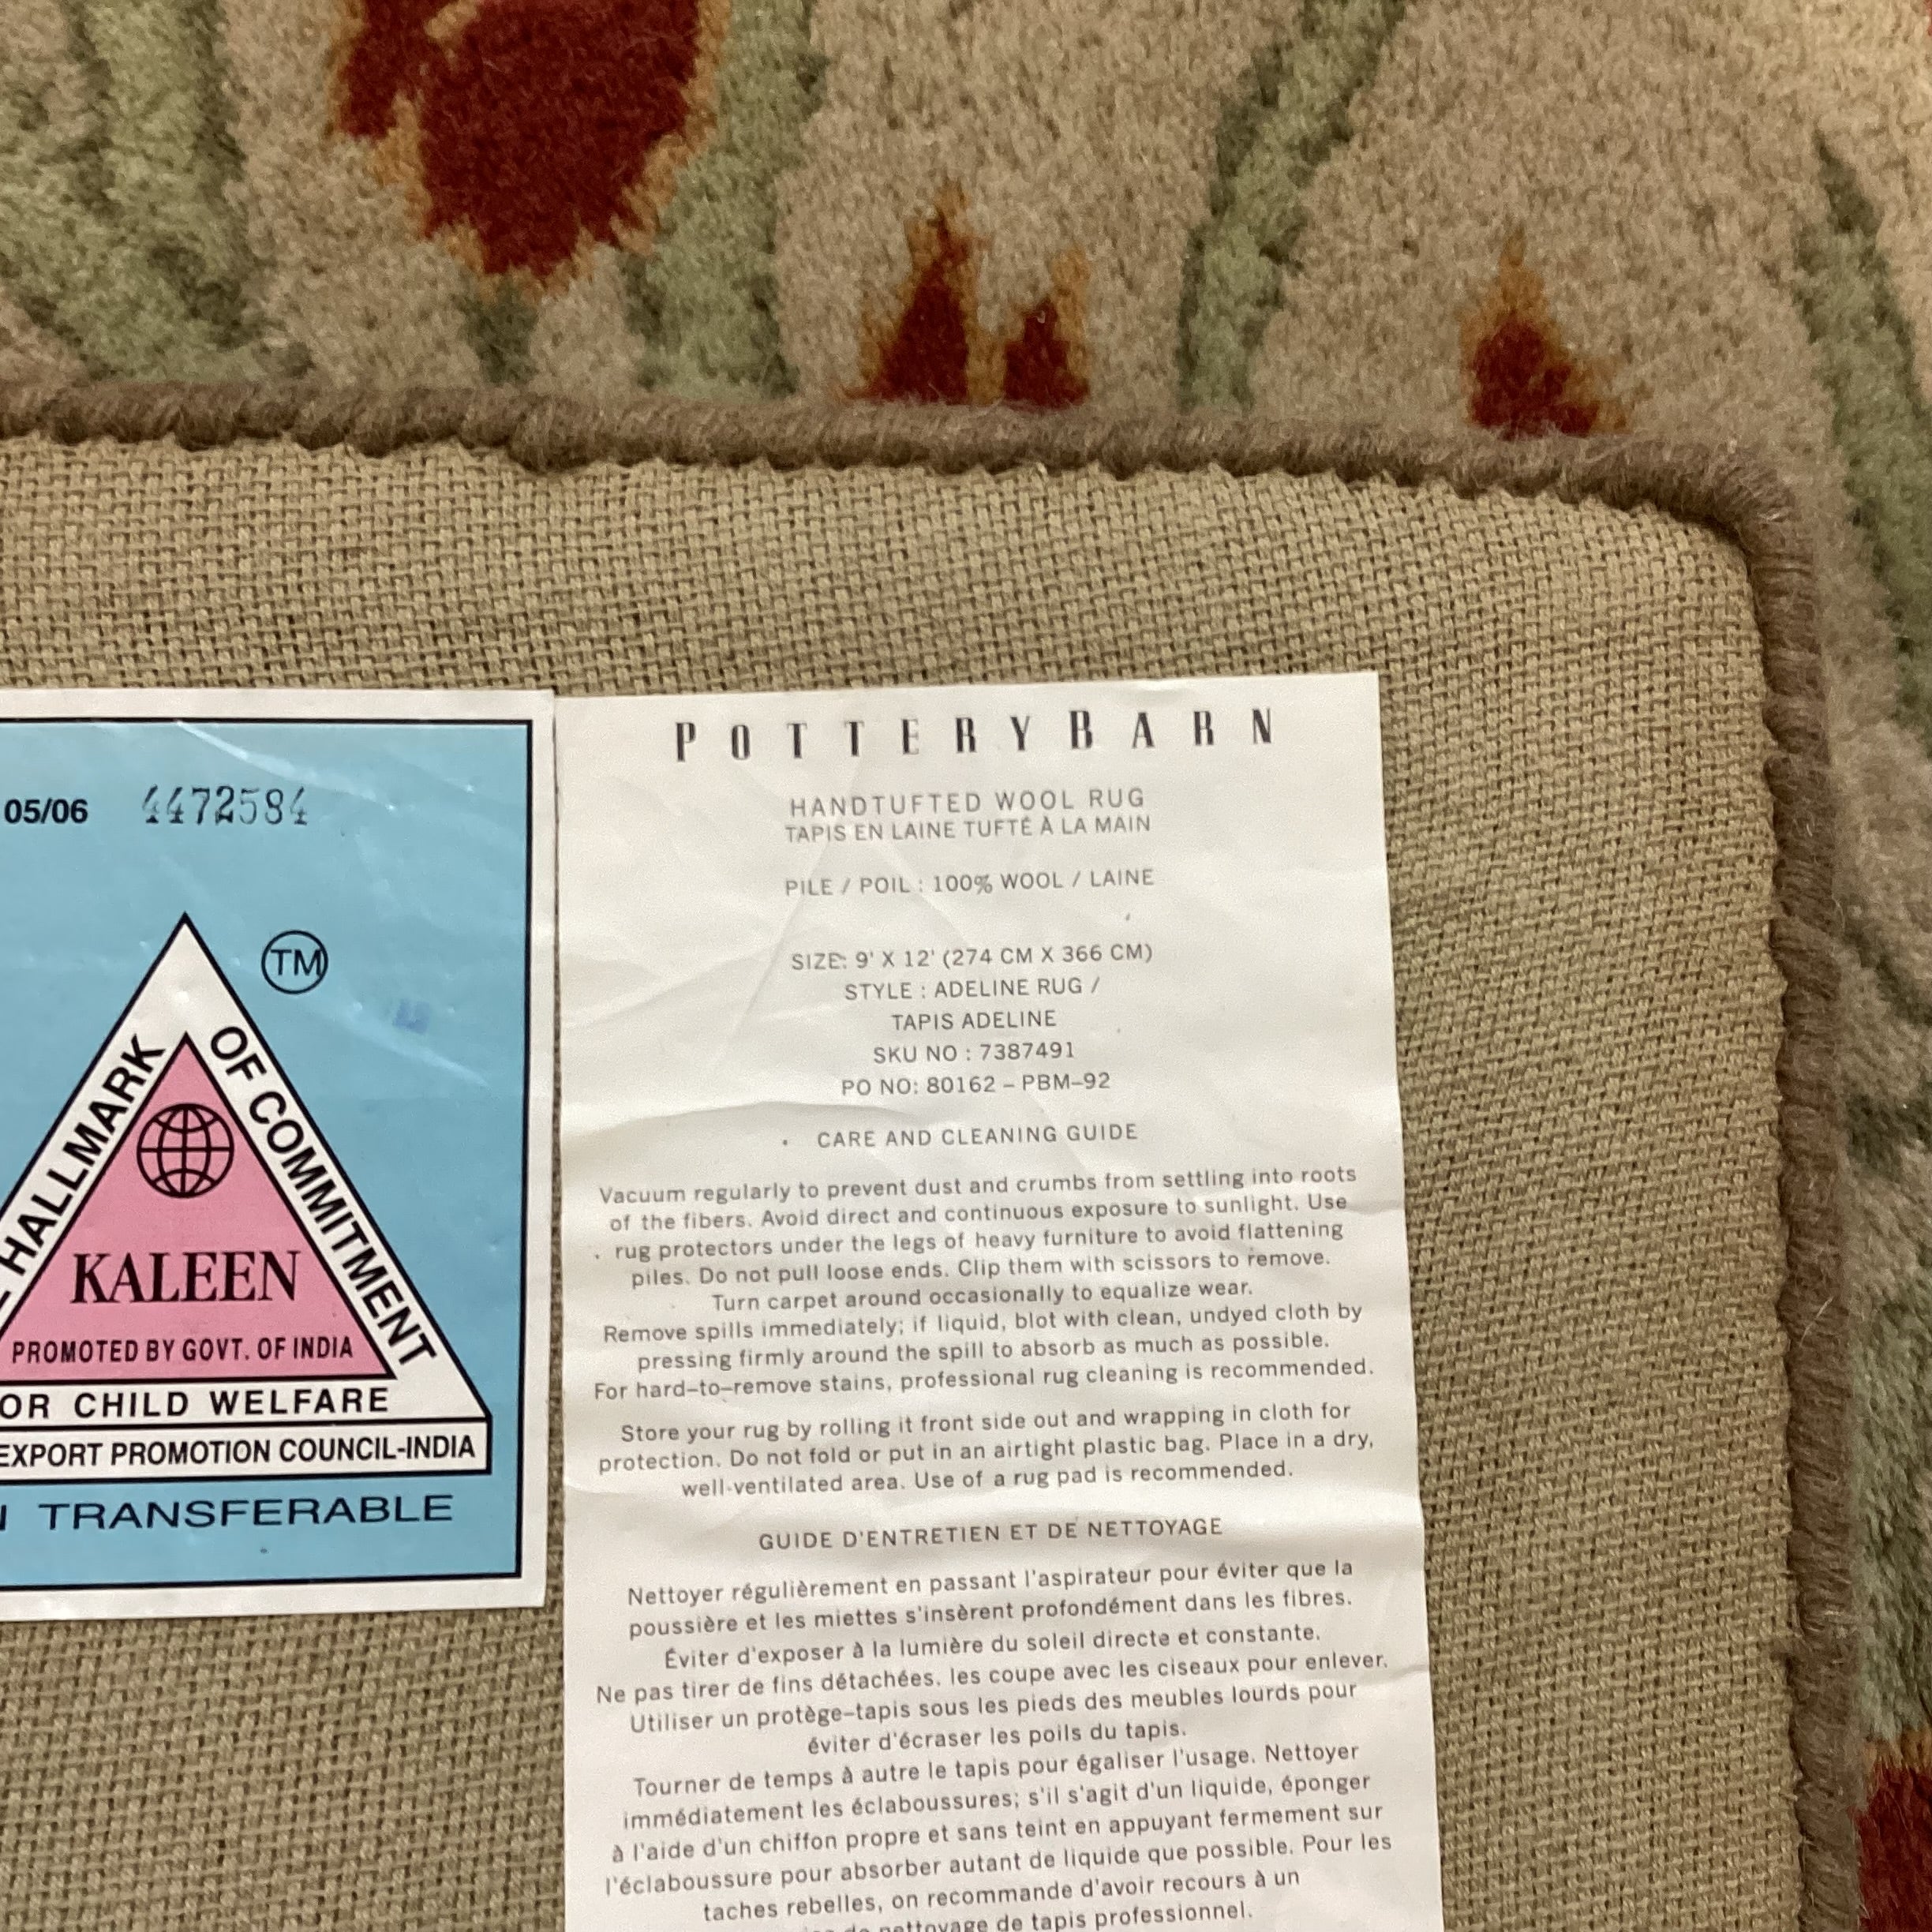 05/06 4472584
TM
HALLMARK OF COMMITMENT
KALEEN
PROMOTED BY GOVT. OF INDIA
CHILD WELFARE
EXPORT PROMOTION COUNCIL-INDIA
TRANSFERABLE
POTTERYBARN
HANDTUFTED WOOL RUG
TAPIS EN LAINE TUFTÉ À LA MAIN
PILE / POIL : 100% WOOL / LAINE
SIZE: 9' X 12' (274 CM X 366 CM)
STYLE : ADELINE RUG /
TAPIS ADELINE
SKU NO : 7387491
PO NO: 80162 – PBM–92
CARE AND CLEANING GUIDE
Vacuum regularly to prevent dust and crumbs from settling into roots
of the fibers. Avoid direct and continuous exposure to sunlight. Use
rug protectors under the legs of heavy furniture to avoid flattening
piles. Do not pull loose ends. Clip them with scissors to remove.
Turn carpet around occasionally to equalize wear.
Remove spills immediately; if liquid, blot with clean, undyed cloth by
pressing firmly around the spill to absorb as much as possible.
For hard–to–remove stains, professional rug cleaning is recommended.
Store your rug by rolling it front side out and wrapping in cloth for
protection. Do not fold or put in an airtight plastic bag. Place in a dry,
well-ventilated area. Use of a rug pad is recommended.
GUIDE D'ENTRETIEN ET DE NETTOYAGE
Nettoyer régulièrement en passant l'aspirateur pour éviter que la
poussière et les miettes s'insèrent profondément dans les fibres.
Éviter d'exposer à la lumière du soleil directe et constante.
Ne pas tirer de fins détachées, les coupe avec les ciseaux pour enlever.
Utiliser un protège–tapis sous les pieds des meubles lourds pour
éviter d'écraser les poils du tapis.
Tourner de temps à autre le tapis pour égaliser l'usage. Nettoyer
immédiatement les éclaboussures; s'il s'agit d'un liquide, éponger
à l'aide d'un chiffon propre et sans teint en appuyant fermement sur
l'éclaboussure pour absorber autant de liquide que possible. Pour les
taches rebelles, on recommande d'avoir recours à un
de nettoyage de tapis professionnel.